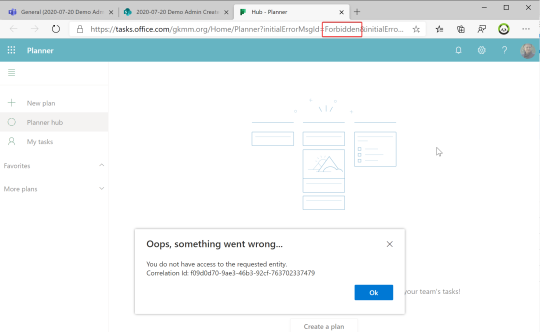 General (2020-07-20 Demo Admin
2020-07-20 Demo Admin Create
Hub - Planner
https://tasks.office.com/gkmm.org/Home/Planner?initialErrorMsgId=Forbidden&initialErro...
Planner
New plan
Planner hub
My tasks
Favorites
More plans
Oops, something went wrong...
You do not have access to the requested entity.
Correlation Id: f09d0d70-9ae3-46b3-92cf-763702337479
Ok
your team's tasks!
Create a plan